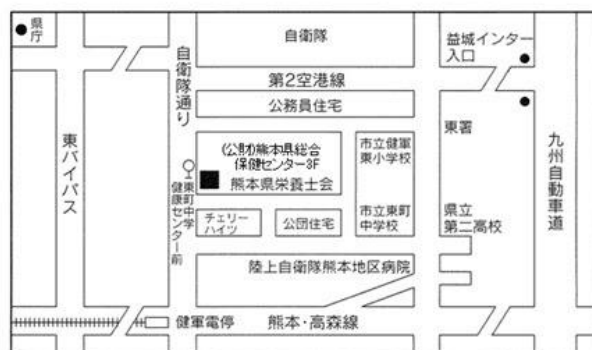 県庁
自衛隊通り
自衛隊
益城インター
入口
第2空港線
公務員住宅
東バイパス
(公財)熊本県総合
保健センター3F
熊本県栄養士会
市立健軍
東小学校
東署
九州自動車道
東町中学
健康センター前
チェリー
ハイツ
公団住宅
市立東町
中学校
県立
第二高校
陸上自衛隊熊本地区病院
健軍電停
熊本・高森線